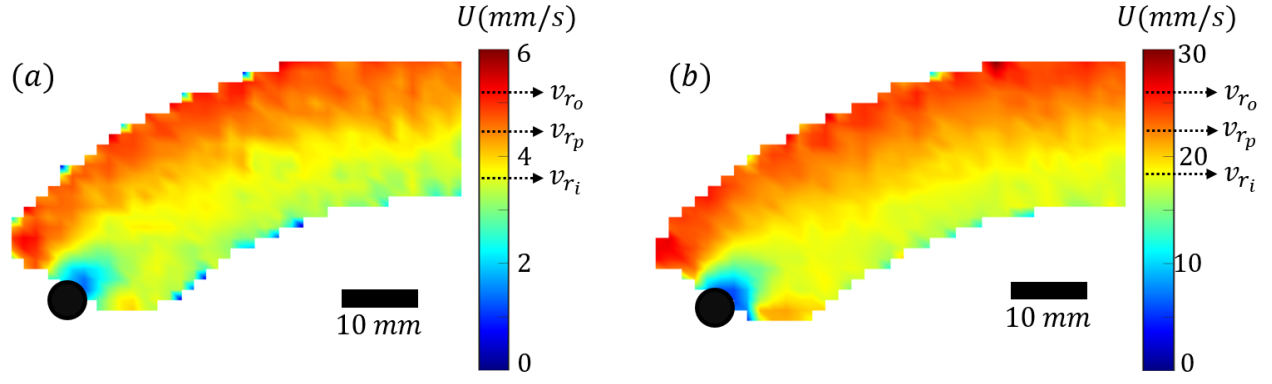 U(mm/s)
(a)
6
v_{r_o}
v_{r_p}
4
v_{r_i}
2
0
10 mm
U(mm/s)
(b)
30
v_{r_o}
v_{r_p}
20
v_{r_i}
10
0
10 mm